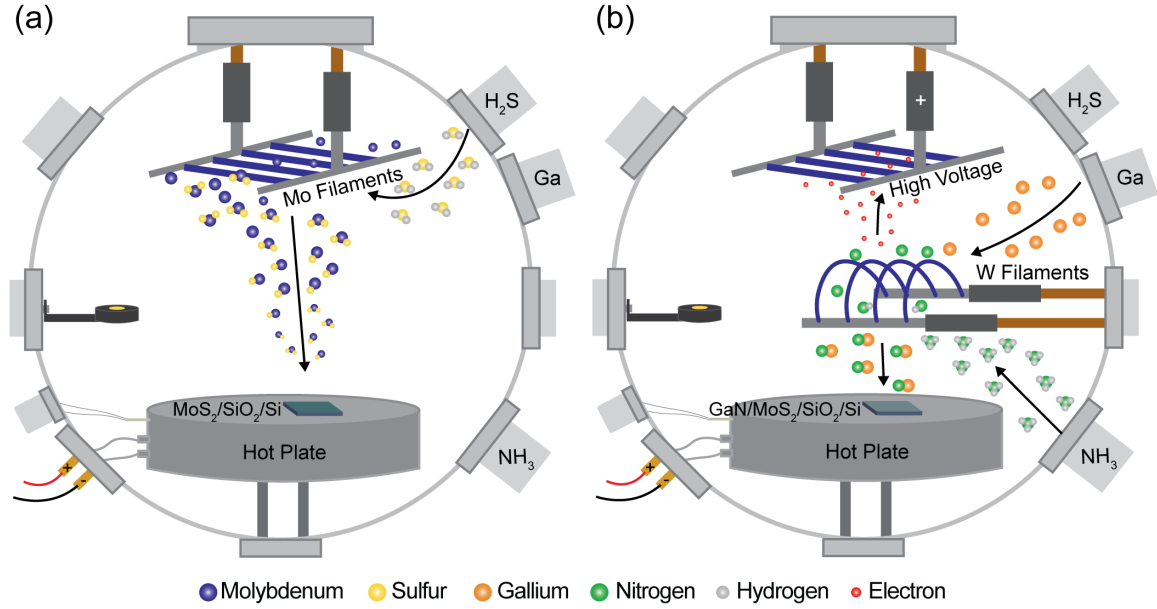 (a)
H₂S
Ga
Mo Filaments
MoS₂/SiO₂/Si
Hot Plate
NH₃
+
-
(b)
+
H₂S
Ga
High Voltage
W Filaments
GaN/MoS₂/SiO₂/Si
Hot Plate
NH₃
+
-
Molybdenum Sulfur Gallium Nitrogen Hydrogen Electron